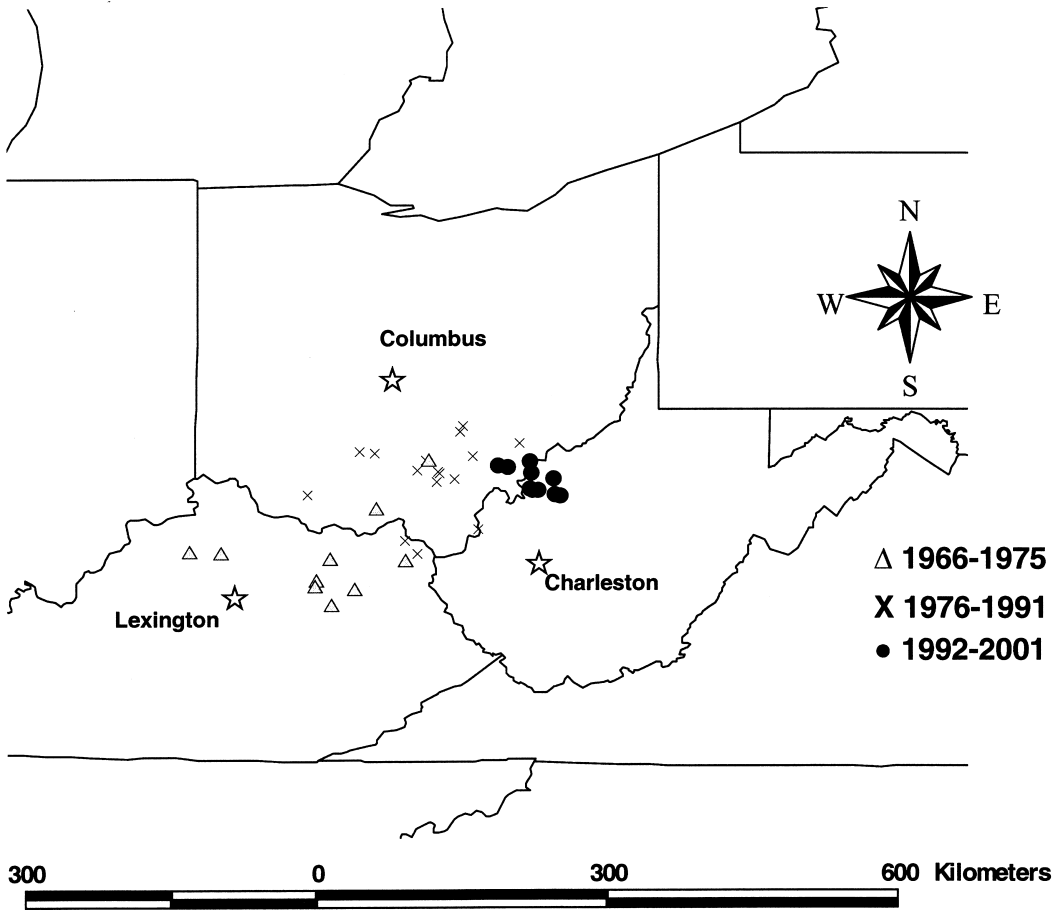 N
W E
S
Columbus
Charleston
Lexington
△ 1966-1975
X 1976-1991
● 1992-2001
300 0 300 600 Kilometers